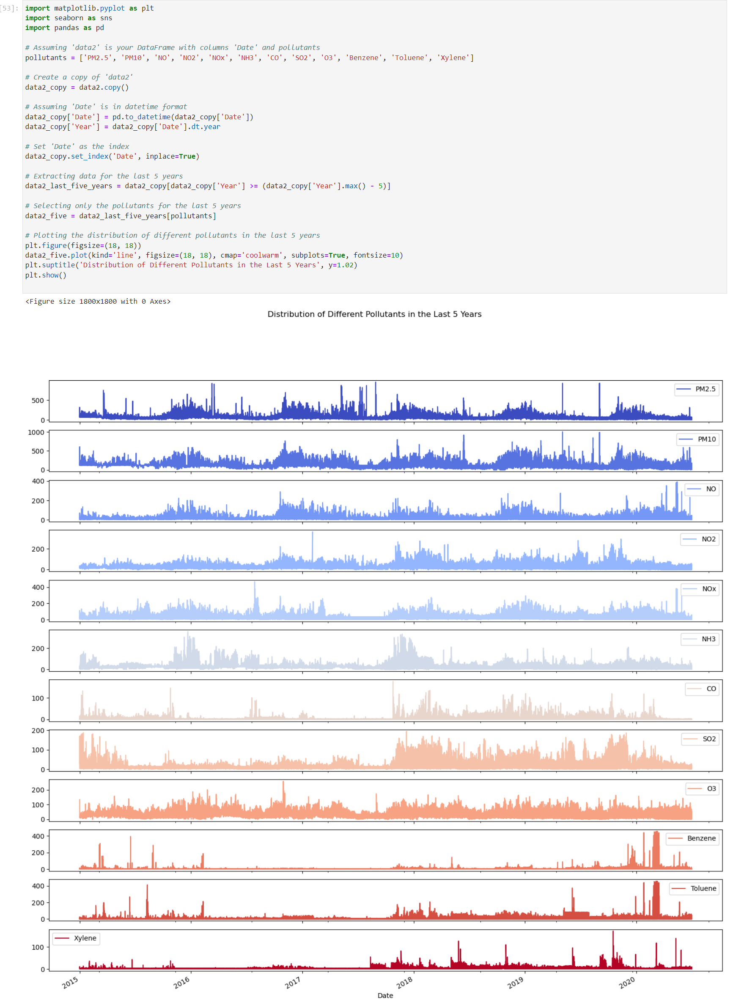 [53]:
import matplotlib.pyplot as plt
import seaborn as sns
import pandas as pd
# Assuming 'data2' is your DataFrame with columns 'Date' and pollutants
pollutants = ['PM2.5', 'PM10', 'NO', 'NO2', 'NOx', 'NH3', 'CO', 'SO2', 'O3', 'Benzene', 'Toluene', 'Xylene']
# Create a copy of 'data2'
data2_copy = data2.copy()
# Assuming 'Date' is in datetime format
data2_copy['Date'] = pd.to_datetime(data2_copy['Date'])
data2_copy['Year'] = data2_copy['Date'].dt.year
# Set 'Date' as the index
data2_copy.set_index('Date', inplace=True)
# Extracting data for the last 5 years
data2_last_five_years = data2_copy[data2_copy['Year'] >= (data2_copy['Year'].max() - 5)]
# Selecting only the pollutants for the last 5 years
data2_five = data2_last_five_years[pollutants]
# Plotting the distribution of different pollutants in the last 5 years
plt.figure(figsize=(18, 18))
data2_five.plot(kind='line', figsize=(18, 18), cmap='coolwarm', subplots=True, fontsize=10)
plt.suptitle('Distribution of Different Pollutants in the Last 5 Years', y=1.02)
plt.show()
<Figure size 1800x1800 with 0 Axes>
Distribution of Different Pollutants in the Last 5 Years
PM2.5
500
0
1000
PM10
500
0
400
NO
200
0
NO2
200
0
400
NOx
200
0
NH3
200
0
CO
100
0
200
SO2
100
0
O3
200
100
0
400
Benzene
200
0
400
Toluene
200
0
Xylene
100
0
2015
2016
2017
2018
2019
2020
Date